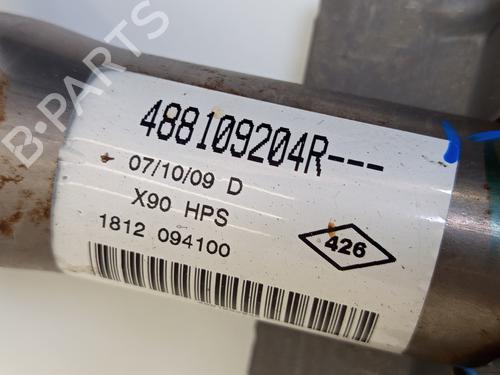 B-PARTS
488109204R---
07/10/09 D
X90 HPS
1812 094100
426